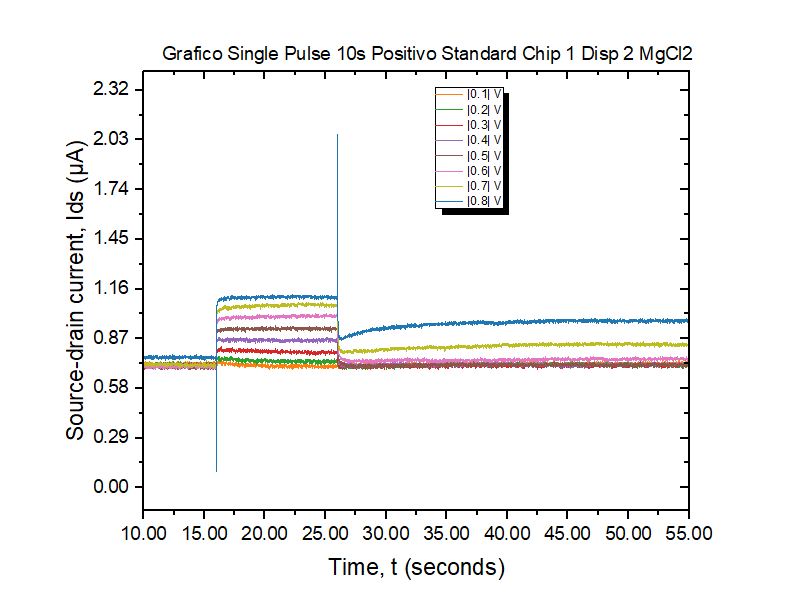 Grafico Single Pulse 10s Positivo Standard Chip 1 Disp 2 MgCl2
|0.1| V
|0.2| V
|0.3| V
|0.4| V
|0.5| V
|0.6| V
|0.7| V
|0.8| V
Source-drain current, Ids (µA)
2.32
2.03
1.74
1.45
1.16
0.87
0.58
0.29
0.00
10.00 15.00 20.00 25.00 30.00 35.00 40.00 45.00 50.00 55.00
Time, t (seconds)